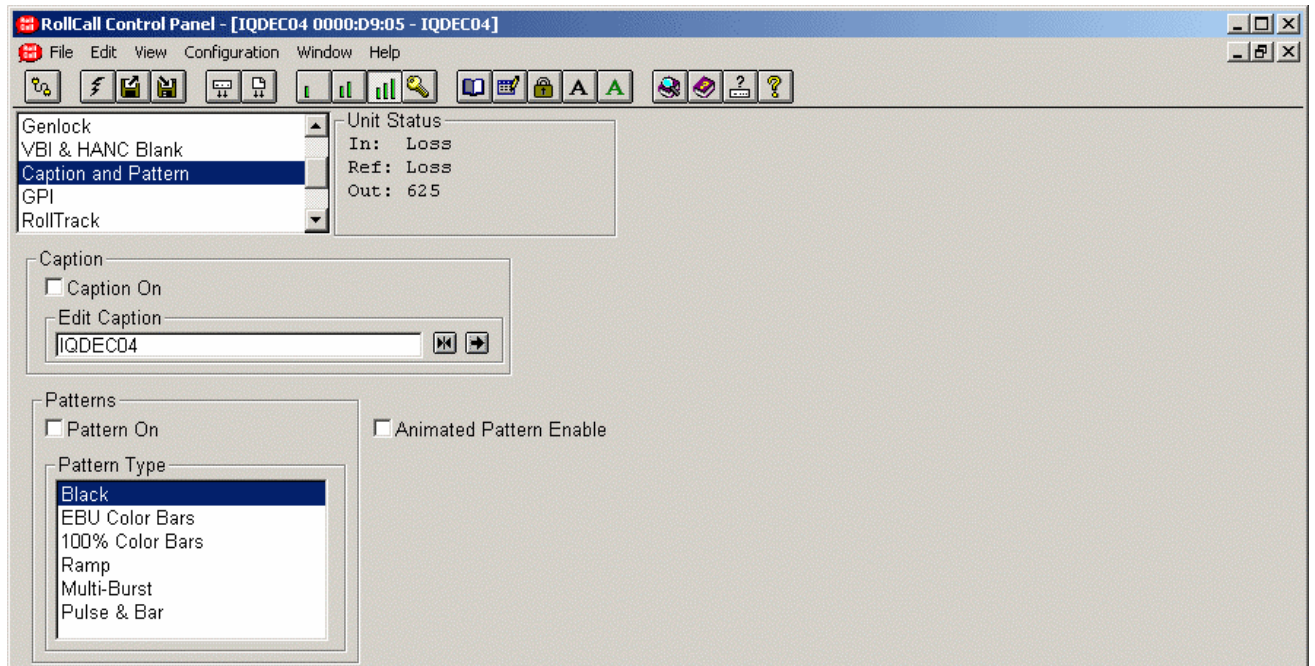 RollCall Control Panel - [IQDEC04 0000:D9:05 - IQDEC04]
File Edit View Configuration Window Help
A A
Genlock
VBI & HANC Blank
Caption and Pattern
GPI
RollTrack
Unit Status
In: Loss
Ref: Loss
Out: 625
Caption
Caption On
Edit Caption
IQDEC04
Patterns
Pattern On
Animated Pattern Enable
Pattern Type
Black
EBU Color Bars
100% Color Bars
Ramp
Multi-Burst
Pulse & Bar